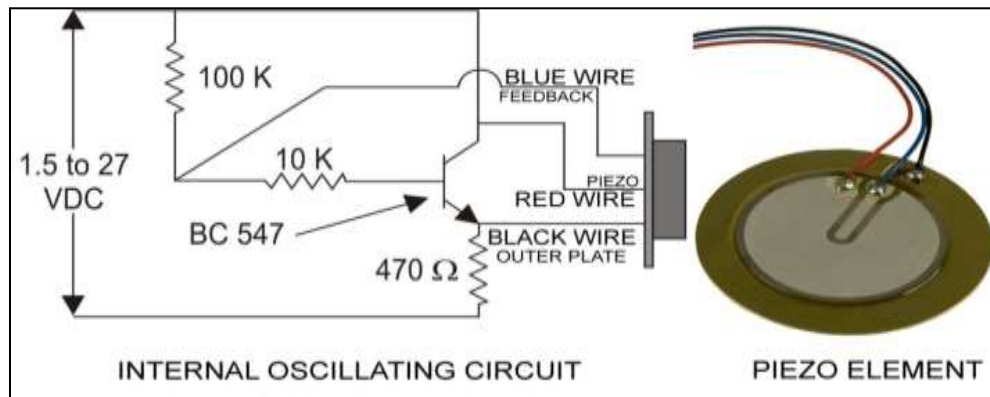 100 K
BLUE WIRE
FEEDBACK
1.5 to 27
VDC
10 K
PIEZO
RED WIRE
BC 547
BLACK WIRE
OUTER PLATE
470 Ω
INTERNAL OSCILLATING CIRCUIT
PIEZO ELEMENT